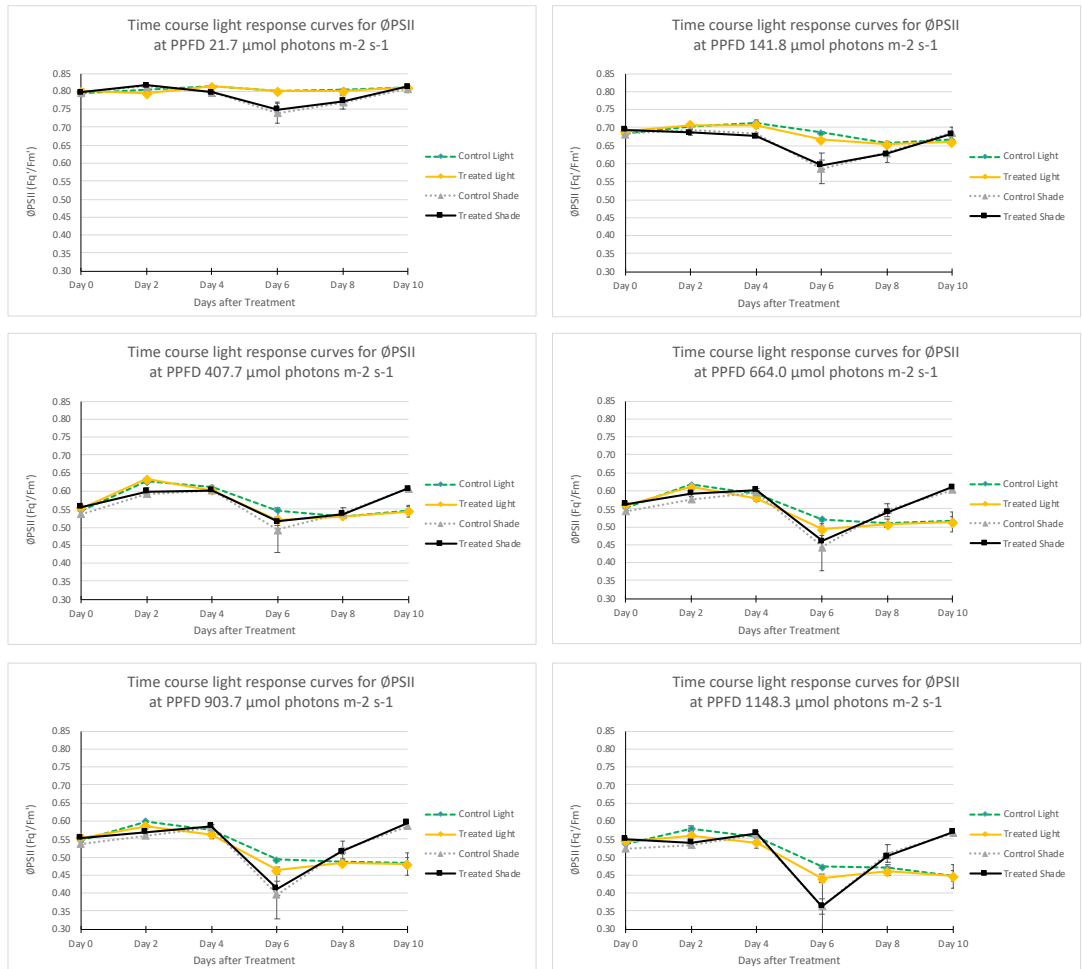 Time course light response curves for ØPSII
at PPFD 21.7 µmol photons m-2 s-1
ØPSII (Fq'/Fm')
0.85
0.80
0.75
0.70
0.65
0.60
0.55
0.50
0.45
0.40
0.35
0.30
Day 0 Day 2 Day 4 Day 6 Day 8 Day 10
Days after Treatment
Control Light
Treated Light
Control Shade
Treated Shade
Time course light response curves for ØPSII
at PPFD 141.8 µmol photons m-2 s-1
ØPSII (Fq'/Fm')
0.85
0.80
0.75
0.70
0.65
0.60
0.55
0.50
0.45
0.40
0.35
0.30
Day 0 Day 2 Day 4 Day 6 Day 8 Day 10
Days after Treatment
Control Light
Treated Light
Control Shade
Treated Shade
Time course light response curves for ØPSII
at PPFD 407.7 µmol photons m-2 s-1
ØPSII (Fq'/Fm')
0.85
0.80
0.75
0.70
0.65
0.60
0.55
0.50
0.45
0.40
0.35
0.30
Day 0 Day 2 Day 4 Day 6 Day 8 Day 10
Days after Treatment
Control Light
Treated Light
Control Shade
Treated Shade
Time course light response curves for ØPSII
at PPFD 664.0 µmol photons m-2 s-1
ØPSII (Fq'/Fm')
0.85
0.80
0.75
0.70
0.65
0.60
0.55
0.50
0.45
0.40
0.35
0.30
Day 0 Day 2 Day 4 Day 6 Day 8 Day 10
Days after Treatment
Control Light
Treated Light
Control Shade
Treated Shade
Time course light response curves for ØPSII
at PPFD 903.7 µmol photons m-2 s-1
ØPSII (Fq'/Fm')
0.85
0.80
0.75
0.70
0.65
0.60
0.55
0.50
0.45
0.40
0.35
0.30
Day 0 Day 2 Day 4 Day 6 Day 8 Day 10
Days after Treatment
Control Light
Treated Light
Control Shade
Treated Shade
Time course light response curves for ØPSII
at PPFD 1148.3 µmol photons m-2 s-1
ØPSII (Fq'/Fm')
0.85
0.80
0.75
0.70
0.65
0.60
0.55
0.50
0.45
0.40
0.35
0.30
Day 0 Day 2 Day 4 Day 6 Day 8 Day 10
Days after Treatment
Control Light
Treated Light
Control Shade
Treated Shade